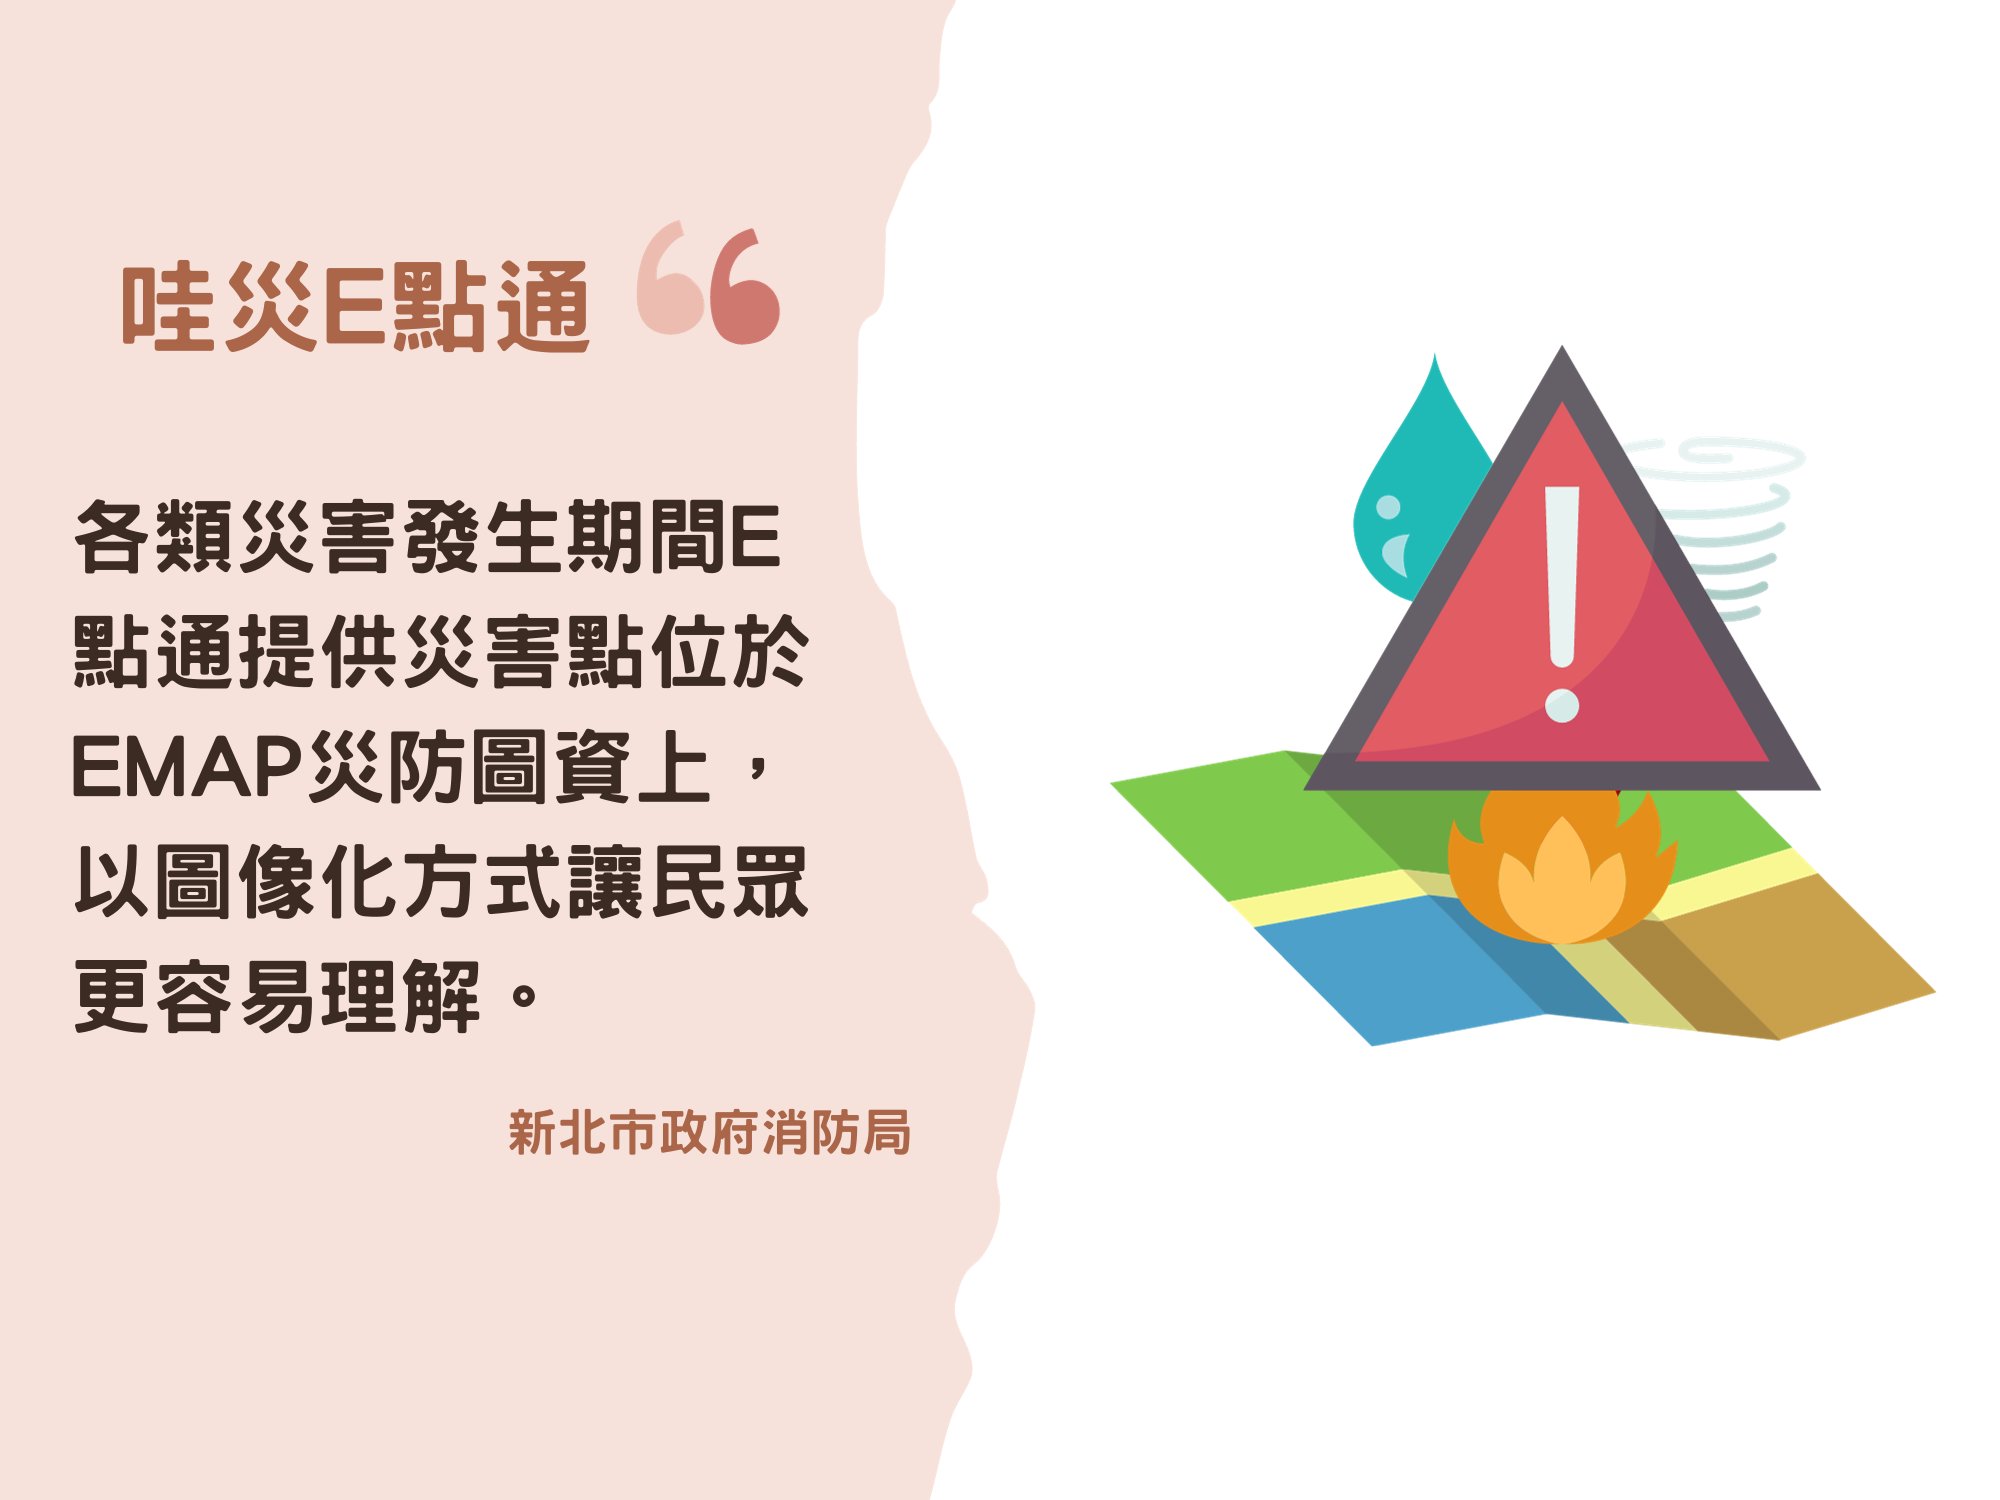 哇災E點通
各類災害發生期間E
點通提供災害點位於
EMAP災防圖資上，
以圖像化方式讓民眾
更容易理解。
新北市政府消防局